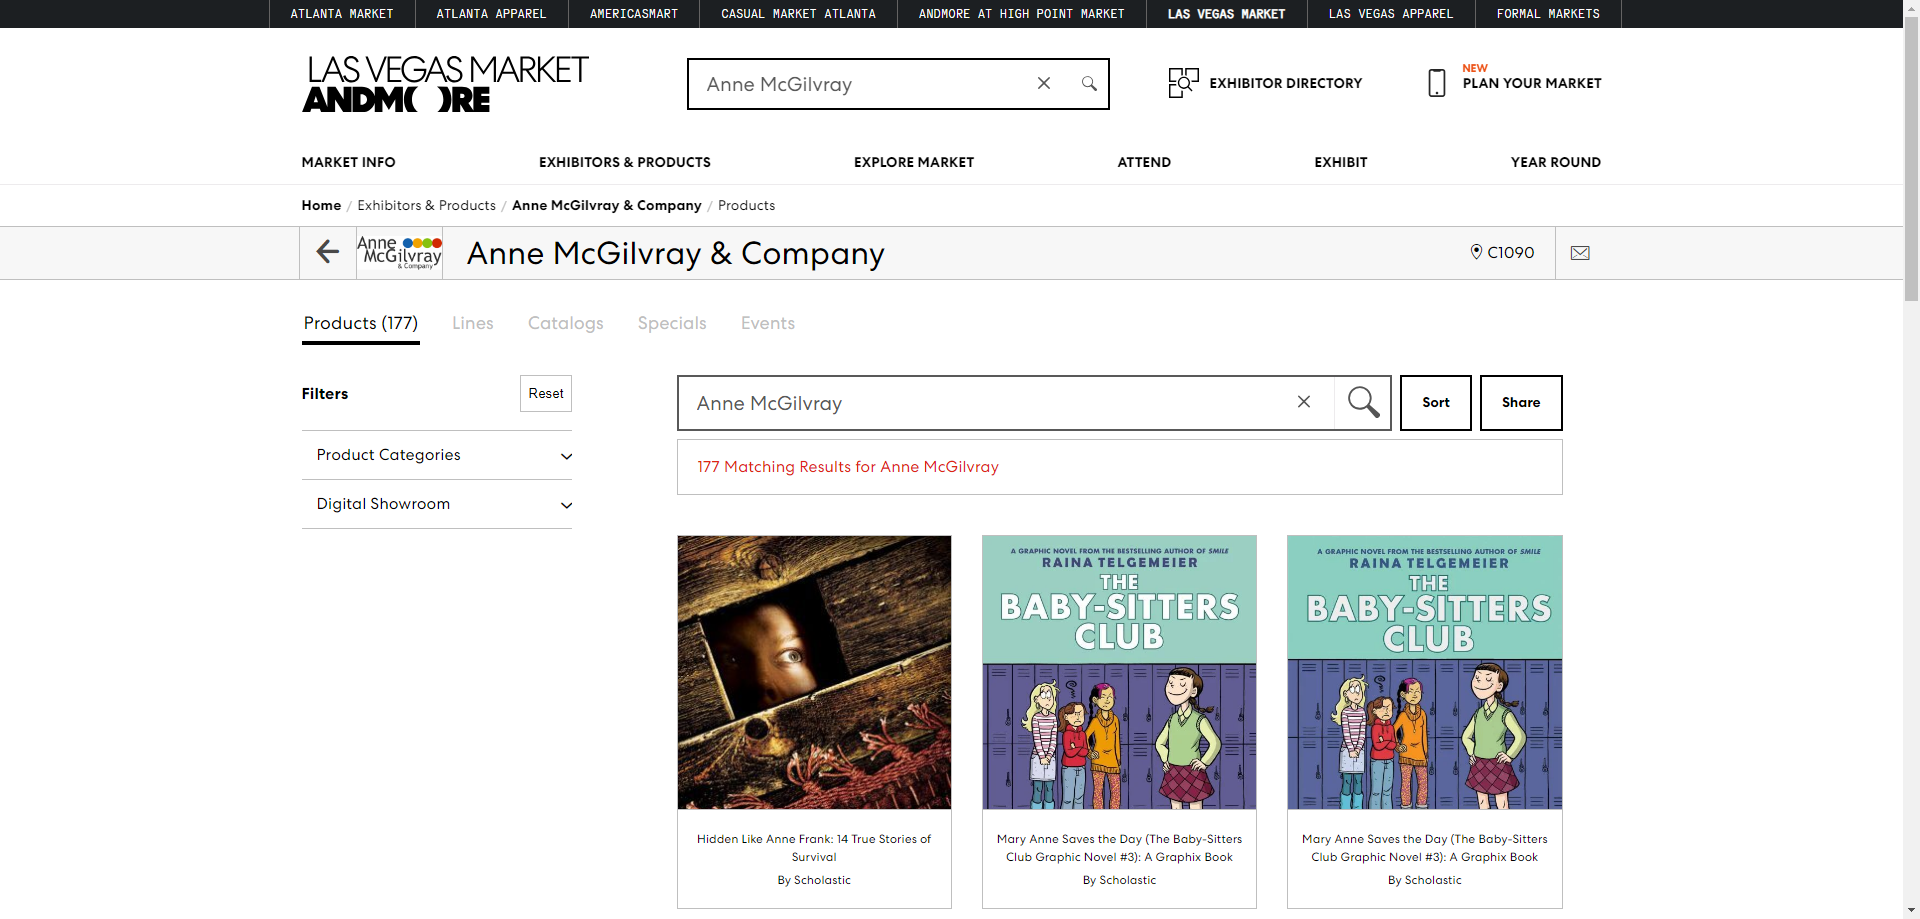 ATLANTA MARKET
ATLANTA APPAREL
AMERICASMART
CASUAL MARKET ATLANTA
ANDMORE AT HIGH POINT MARKET
LAS VEGAS MARKET
LAS VEGAS APPAREL
FORMAL MARKETS
LAS VEGAS MARKET
ANDMORE
Anne McGilvray
EXHIBITOR DIRECTORY
NEW
PLAN YOUR MARKET
MARKET INFO
EXHIBITORS & PRODUCTS
EXPLORE MARKET
ATTEND
EXHIBIT
YEAR ROUND
Home / Exhibitors & Products / Anne McGilvray & Company / Products
Anne
McGilvray
& Company
Anne McGilvray & Company
C1090
Products (177)
Lines
Catalogs
Specials
Events
Filters
Reset
Product Categories
Digital Showroom
Anne McGilvray
Sort
Share
177 Matching Results for Anne McGilvray
A GRAPHIC NOVEL FROM THE BESTSELLING AUTHOR OF SMILE
RAINA TELGEMEIER
THE
BABY-SITTERS
CLUB
A GRAPHIC NOVEL FROM THE BESTSELLING AUTHOR OF SMILE
RAINA TELGEMEIER
THE
BABY-SITTERS
CLUB
Hidden Like Anne Frank: 14 True Stories of
Survival
By Scholastic
Mary Anne Saves the Day (The Baby-Sitters
Club Graphic Novel #3): A Graphix Book
By Scholastic
Mary Anne Saves the Day (The Baby-Sitters
Club Graphic Novel #3): A Graphix Book
By Scholastic